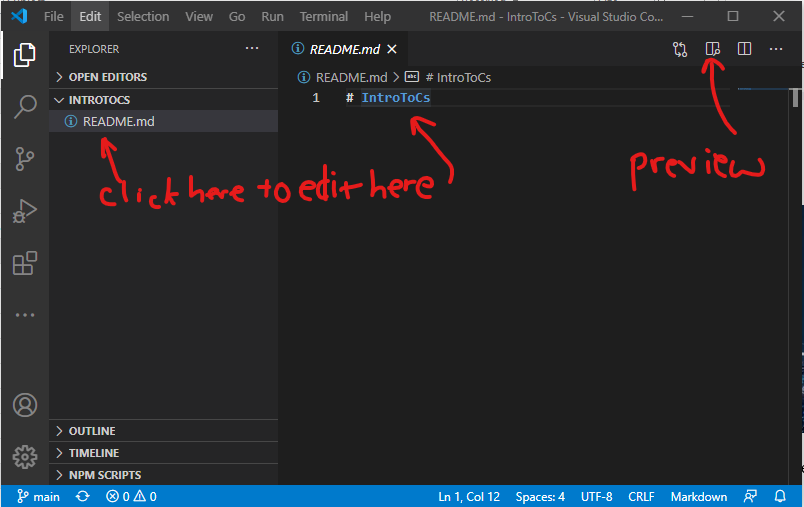 File Edit Selection View Go Run Terminal Help README.md - IntroToCs - Visual Studio Co...
EXPLORER
README.md
OPEN EDITORS
README.md > # IntroToCs
INTROTOCS
1 # IntroToCs
README.md
click here to edit here
preview
OUTLINE
TIMELINE
NPM SCRIPTS
main 0 0 Ln 1, Col 12 Spaces: 4 UTF-8 CRLF Markdown